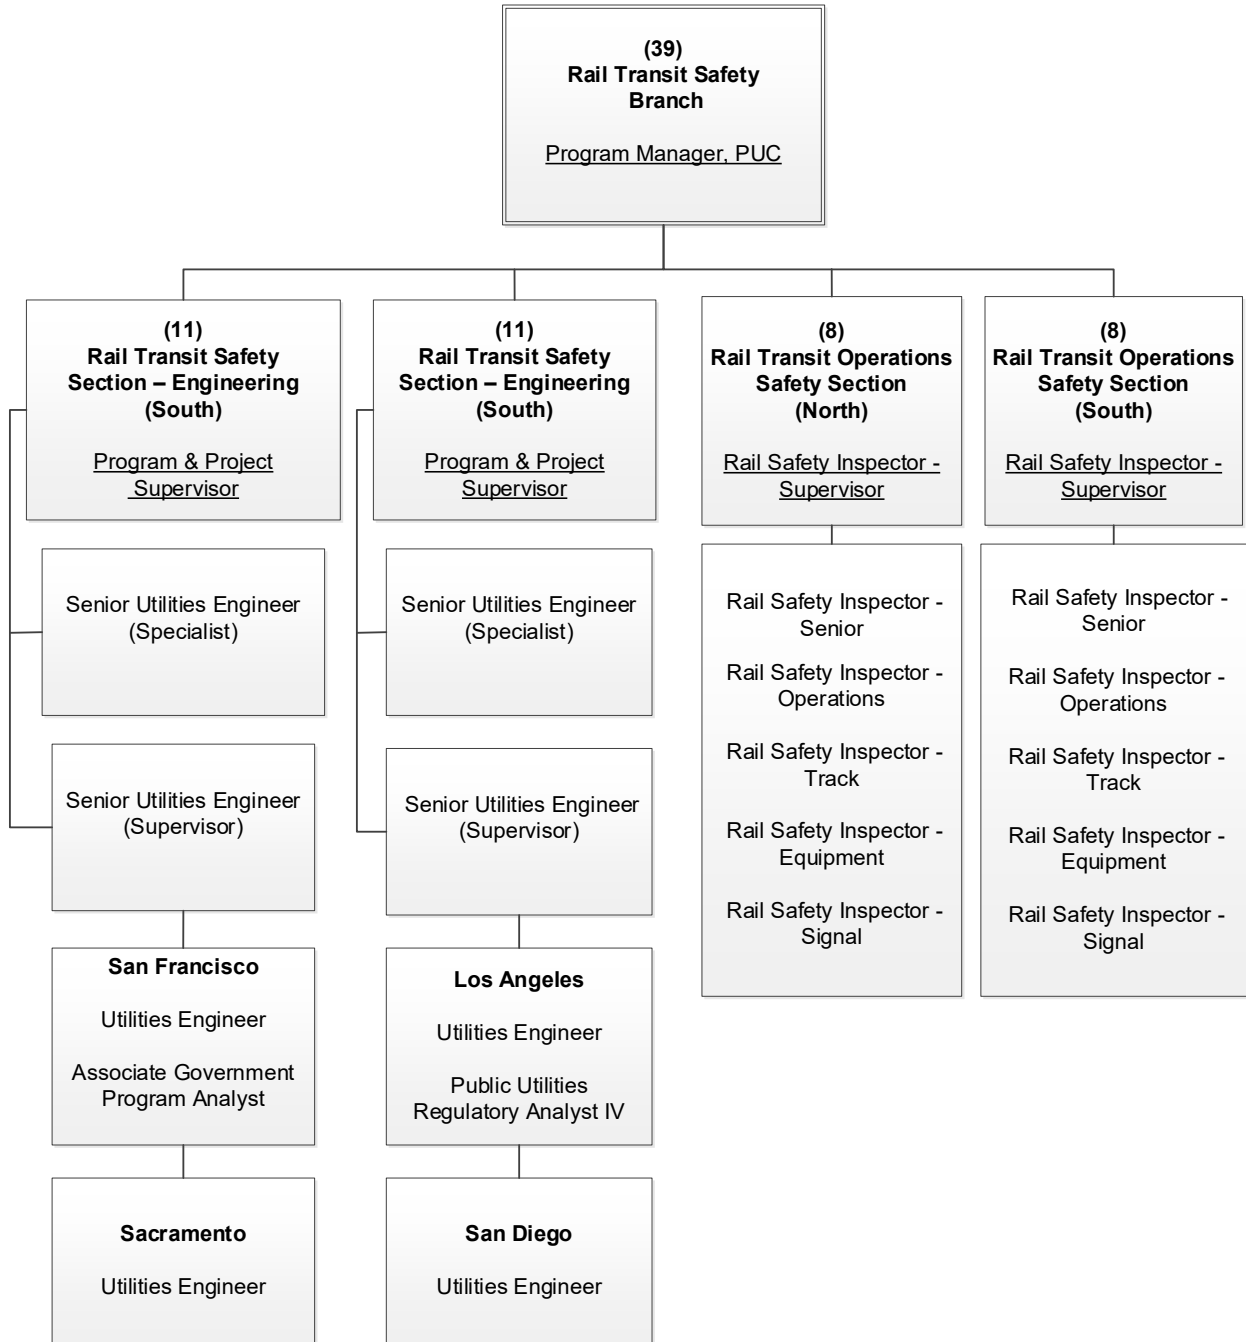 (39)
Rail Transit Safety
Branch
Program Manager, PUC
(11)
Rail Transit Safety
Section – Engineering
(South)
Program & Project
Supervisor
Senior Utilities Engineer
(Specialist)
Senior Utilities Engineer
(Supervisor)
San Francisco
Utilities Engineer
Associate Government
Program Analyst
Sacramento
Utilities Engineer
(11)
Rail Transit Safety
Section – Engineering
(South)
Program & Project
Supervisor
Senior Utilities Engineer
(Specialist)
Senior Utilities Engineer
(Supervisor)
Los Angeles
Utilities Engineer
Public Utilities
Regulatory Analyst IV
San Diego
Utilities Engineer
(8)
Rail Transit Operations
Safety Section
(North)
Rail Safety Inspector -
Supervisor
Rail Safety Inspector -
Senior
Rail Safety Inspector -
Operations
Rail Safety Inspector -
Track
Rail Safety Inspector -
Equipment
Rail Safety Inspector -
Signal
(8)
Rail Transit Operations
Safety Section
(South)
Rail Safety Inspector -
Supervisor
Rail Safety Inspector -
Senior
Rail Safety Inspector -
Operations
Rail Safety Inspector -
Track
Rail Safety Inspector -
Equipment
Rail Safety Inspector -
Signal